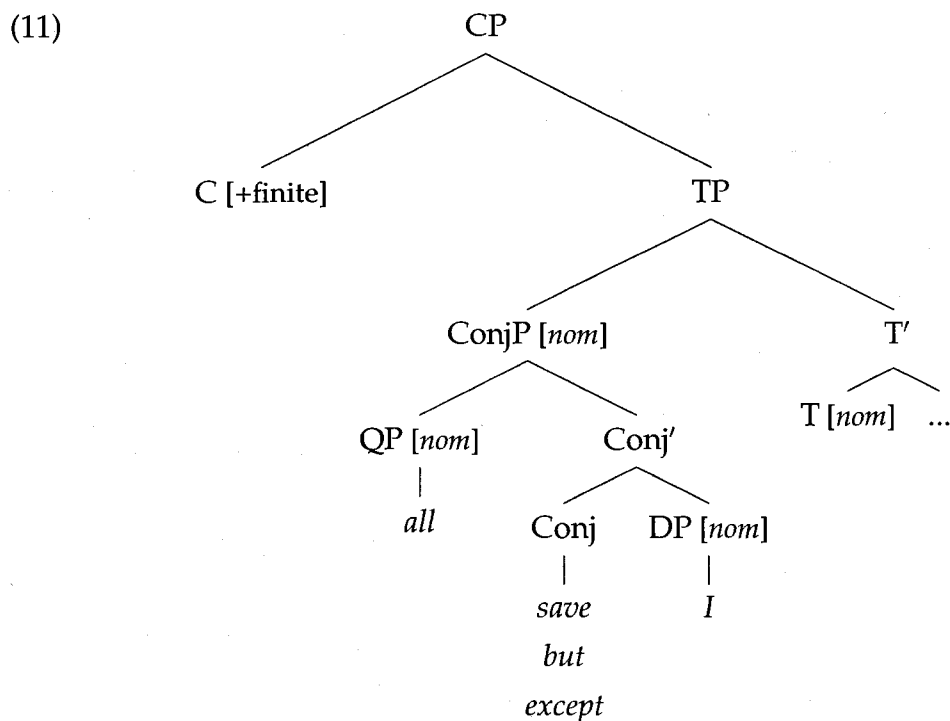 (11) CP
C [+finite] TP
ConjP [nom] T′
QP [nom] Conj′ T [nom] ...
all Conj DP [nom]
save I
but
except